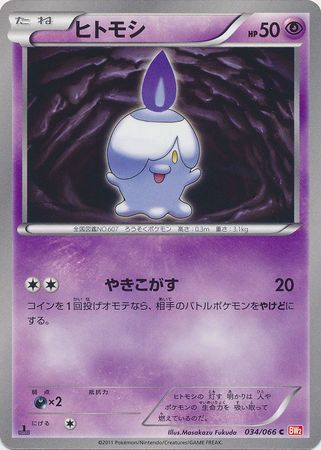 たね ヒトモシ HP50
全国図鑑NO.607 ろうそくポケモン 高さ：0.3m 重さ：3.1kg
やきこがす 20
コインを1回投げオモテなら、相手のバトルポケモンをやけどに
する。
弱点 抵抗力
×2
ヒトモシの 灯す 明かりは 人や
ポケモンの 生命力を 吸い取って
燃えているのだ。
にげる
Illus.Masakazu Fukuda 034/066 C BW2
©2011 Pokémon/Nintendo/Creatures/GAME FREAK.